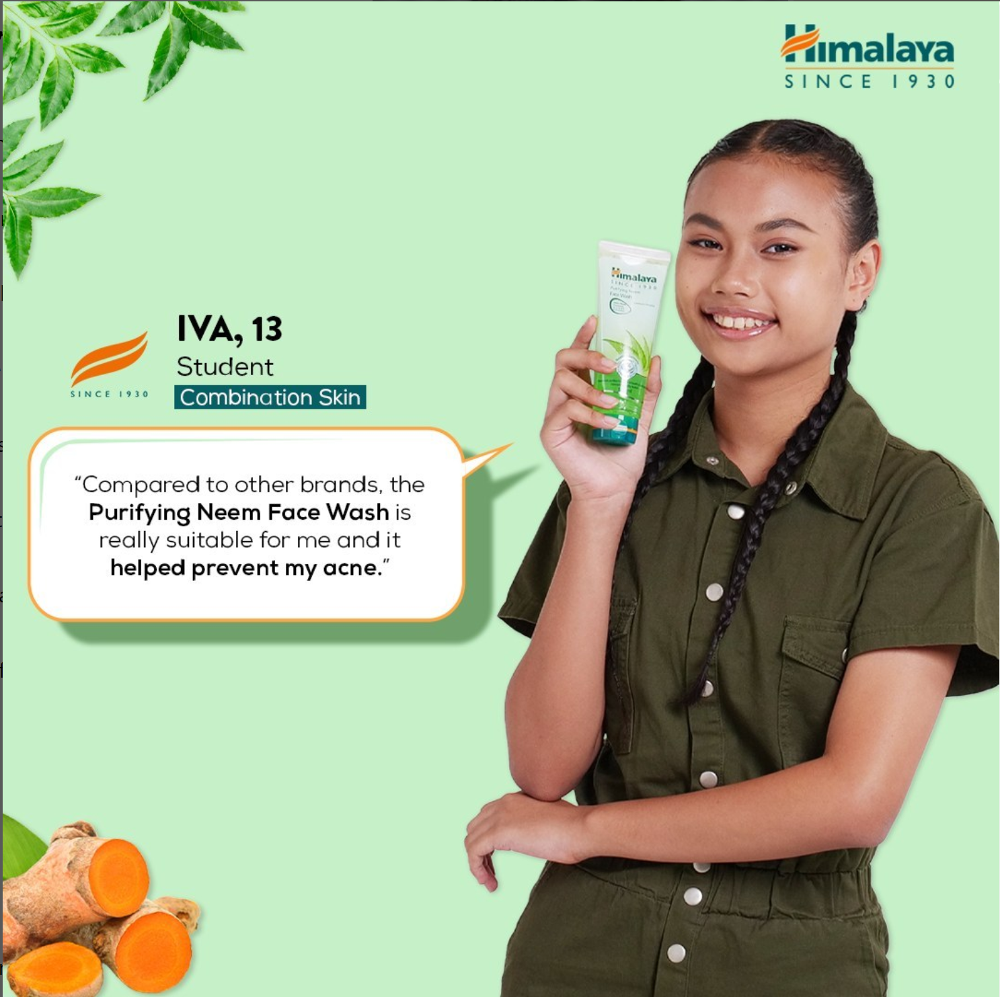 Himalaya
SINCE 1930
Himalaya
SINCE 1930
Purifying Neem
Face Wash
IVA, 13
Student
Combination Skin
SINCE 1930
“Compared to other brands, the
Purifying Neem Face Wash is
really suitable for me and it
helped prevent my acne.”